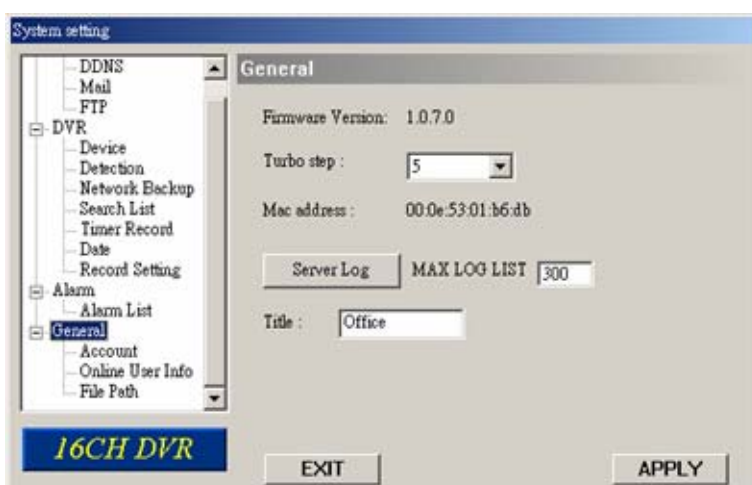 System setting
DDNS
Mail
FTP
DVR
Device
Detection
Network Backup
Search List
Timer Record
Date
Record Setting
Alarm
Alarm List
General
Account
Online User Info
File Path
16CH DVR
General
Firmware Version: 1.0.7.0
Turbo step : 5
Mac address : 00:0e:53:01:b6:db
Server Log MAX LOG LIST 300
Title : Office
EXIT APPLY